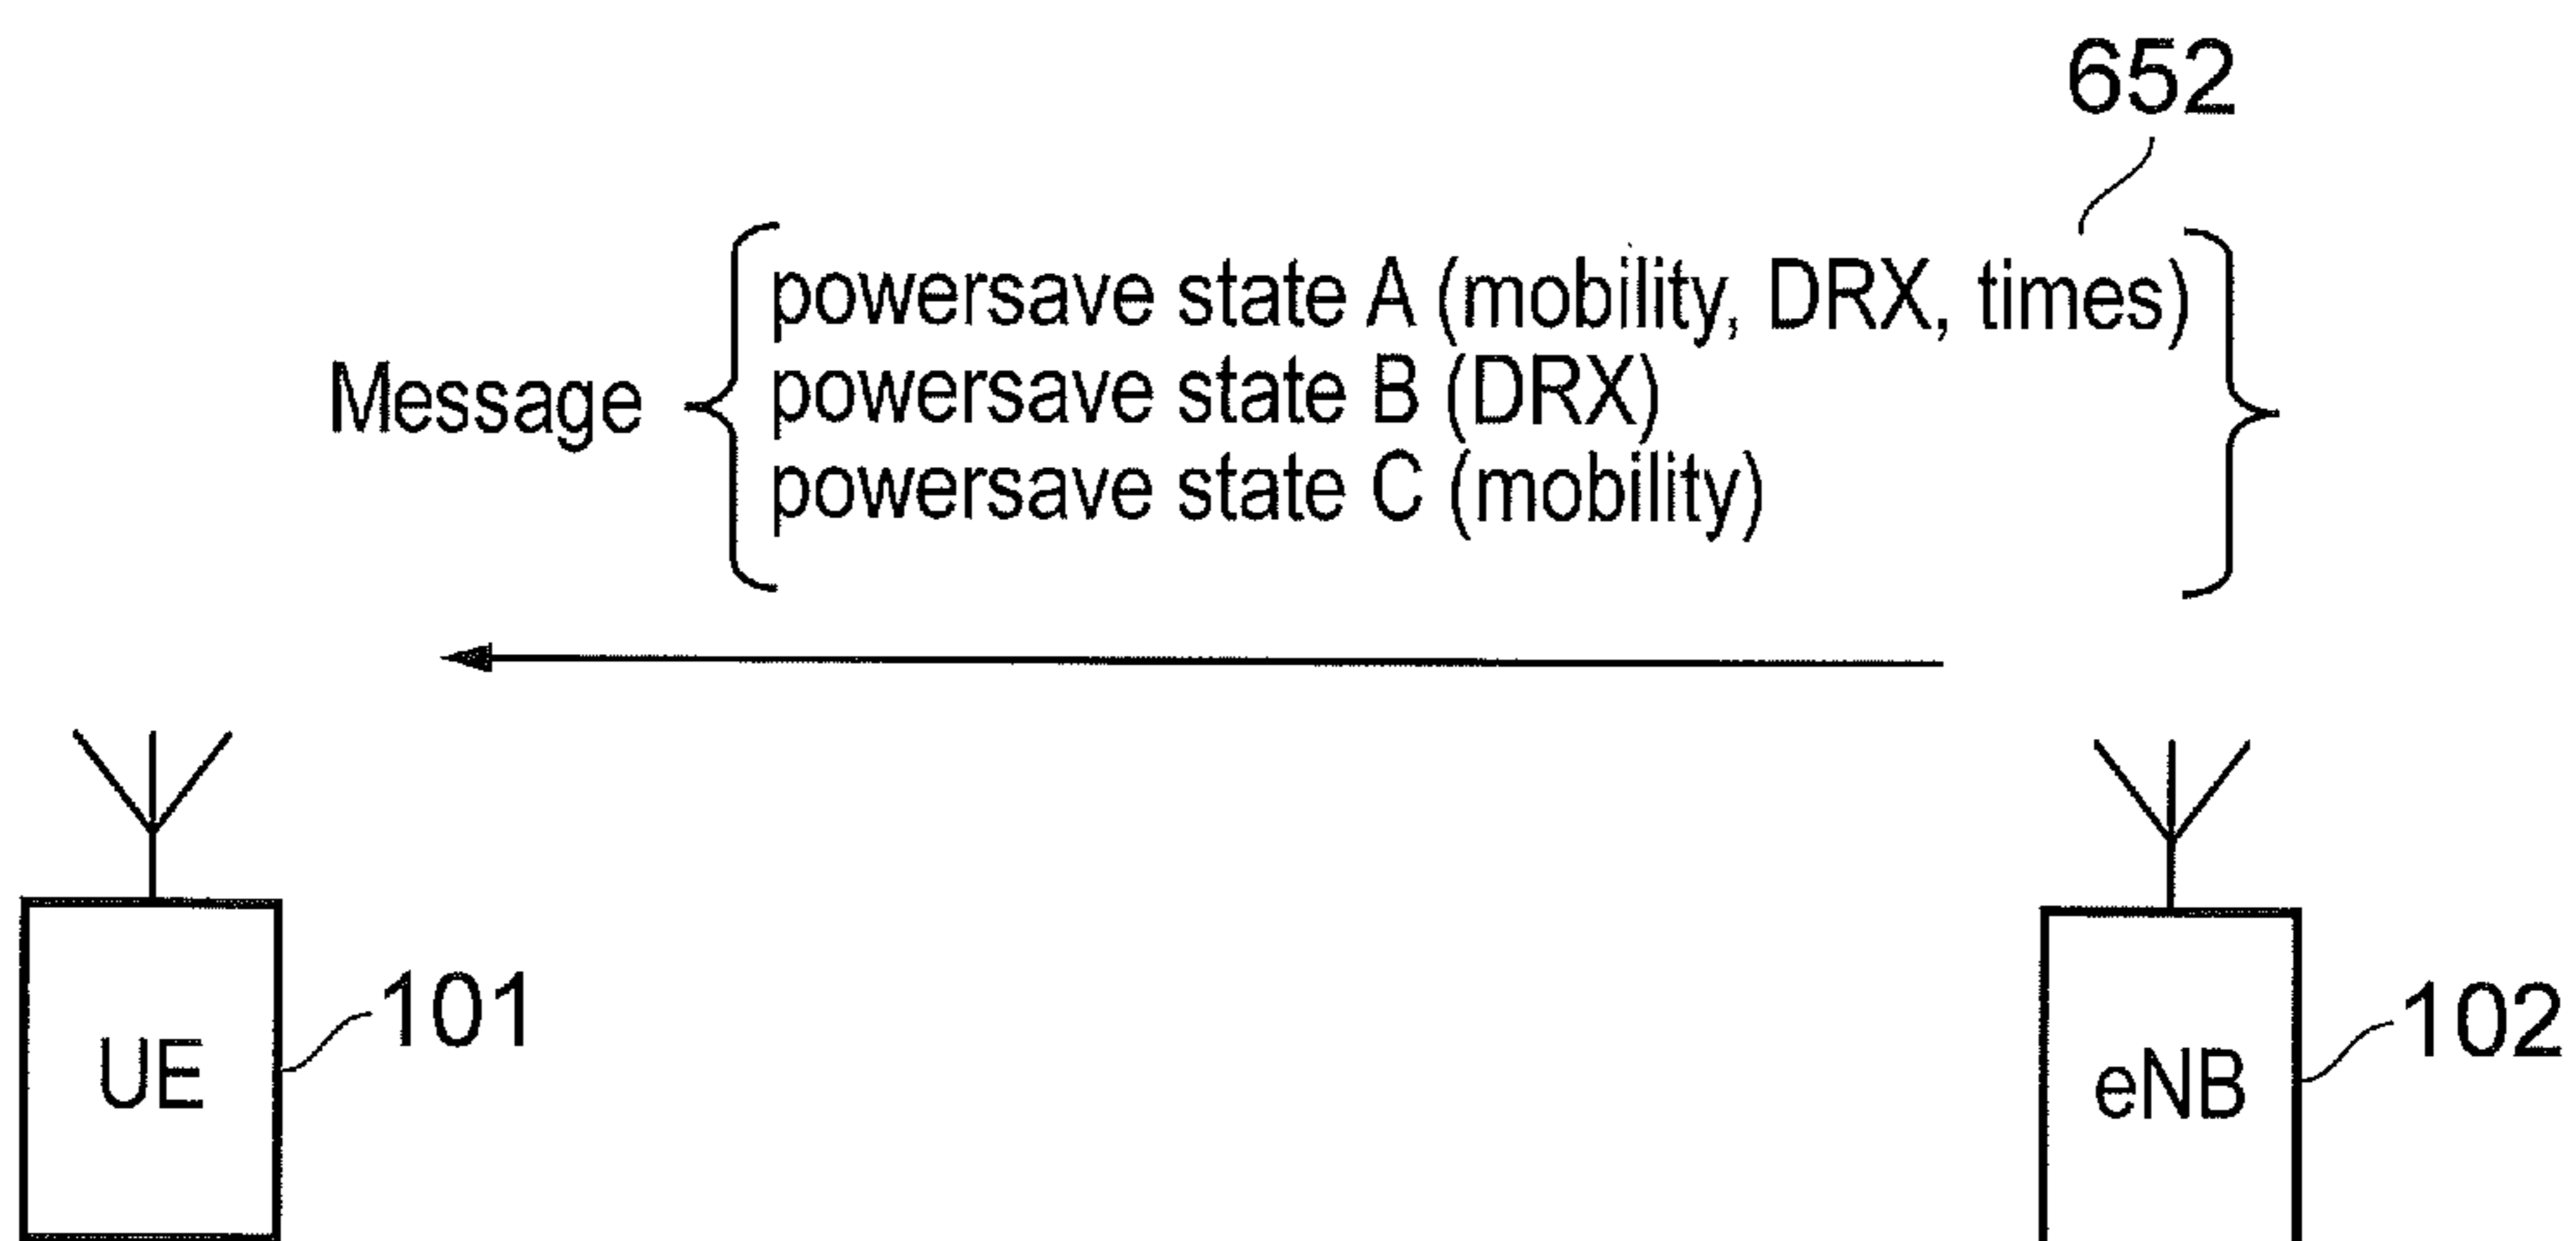 652
powersave state A (mobility, DRX, times)
Message
powersave state B (DRX)
powersave state C (mobility)
101
UE
102
eNB